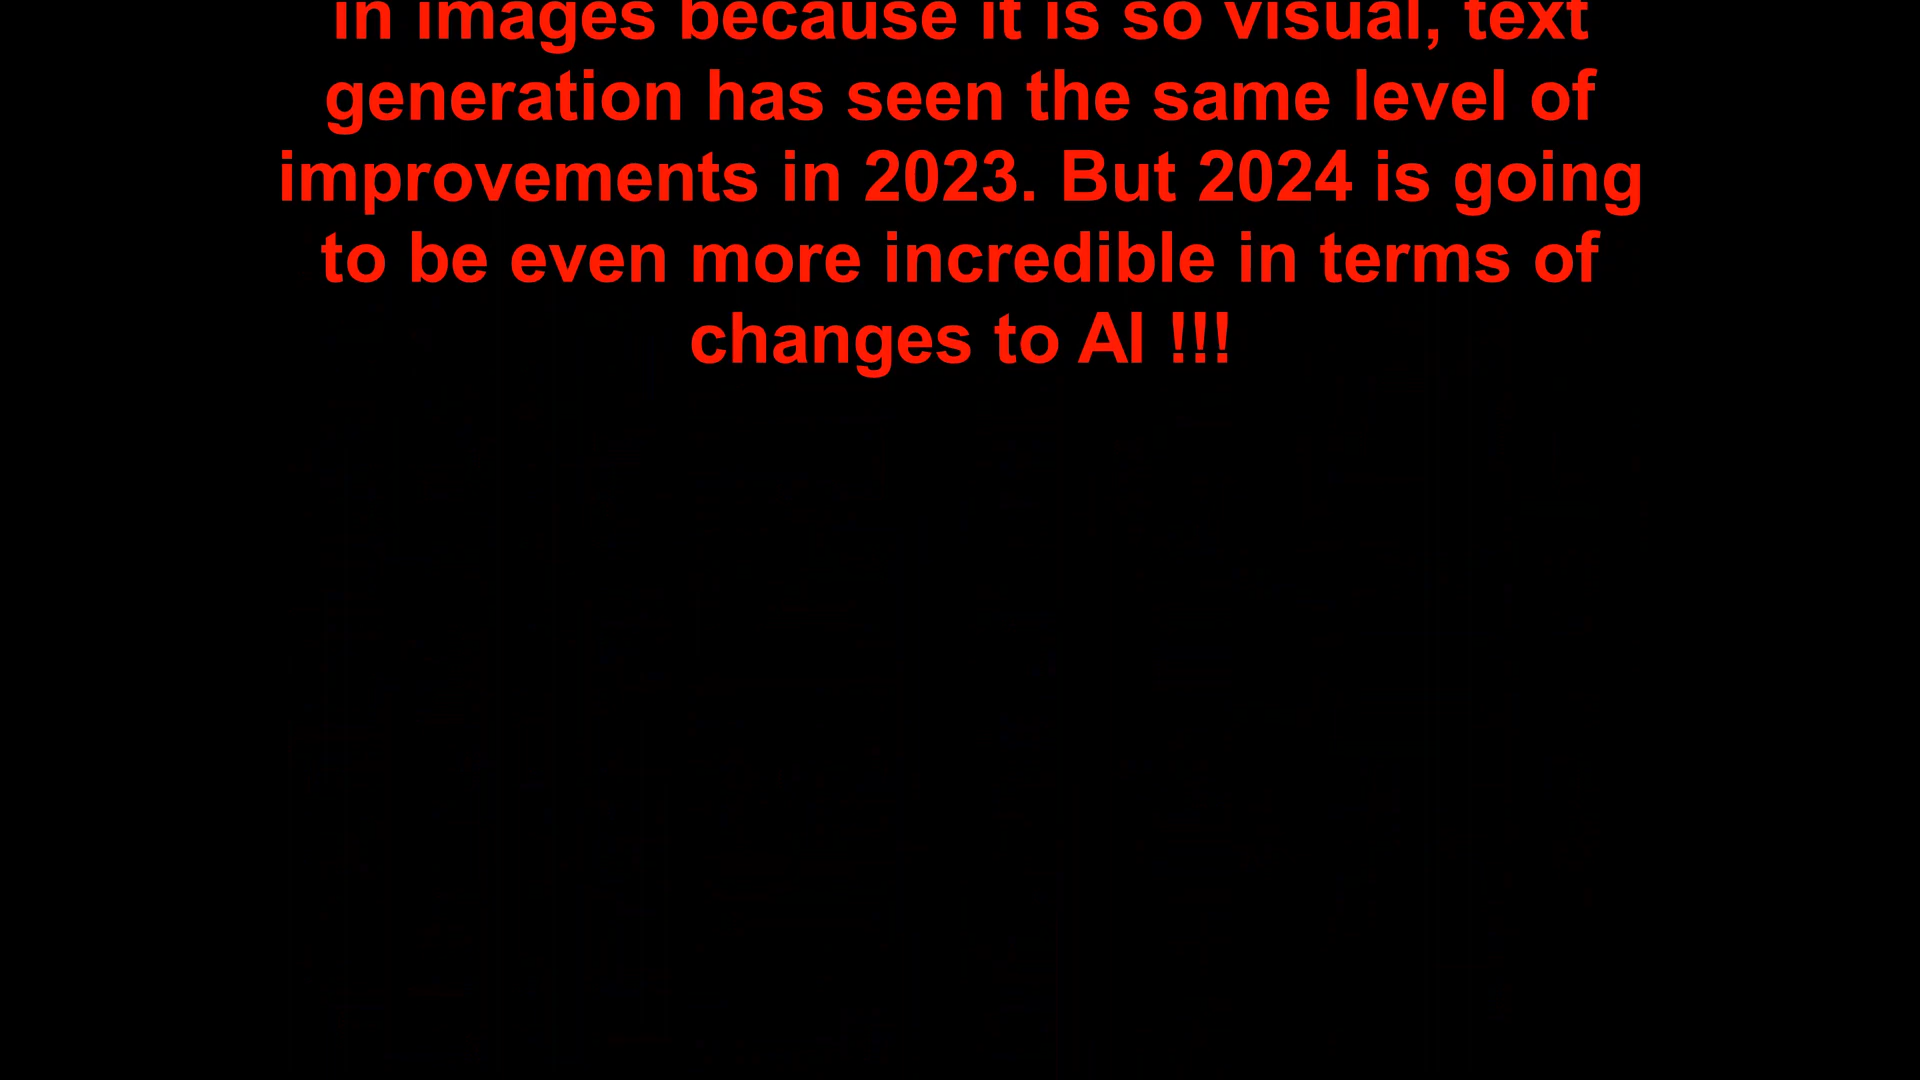 in images because it is so visual, text
generation has seen the same level of
improvements in 2023. But 2024 is going
to be even more incredible in terms of
changes to AI !!!